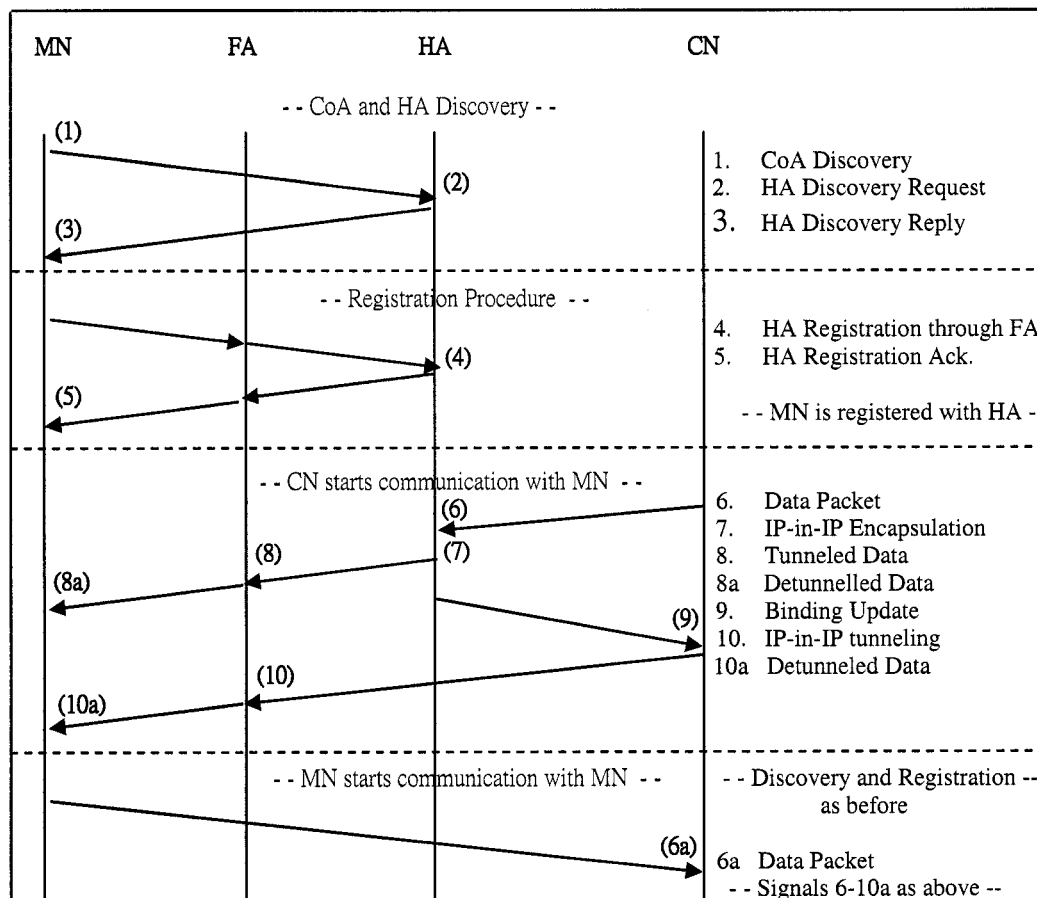 MN FA HA CN
- - CoA and HA Discovery - -
(1)
(2)
(3)
1. CoA Discovery
2. HA Discovery Request
3. HA Discovery Reply
- - Registration Procedure - -
(4)
(5)
4. HA Registration through FA
5. HA Registration Ack.
- - MN is registered with HA -
- - CN starts communication with MN - -
(6)
(7)
(8)
(8a)
(9)
(10)
(10a)
6. Data Packet
7. IP-in-IP Encapsulation
8. Tunneled Data
8a Detunnelled Data
9. Binding Update
10. IP-in-IP tunneling
10a Detunneled Data
- - MN starts communication with MN - -
- - Discovery and Registration --
as before
(6a)
6a Data Packet
- - Signals 6-10a as above --